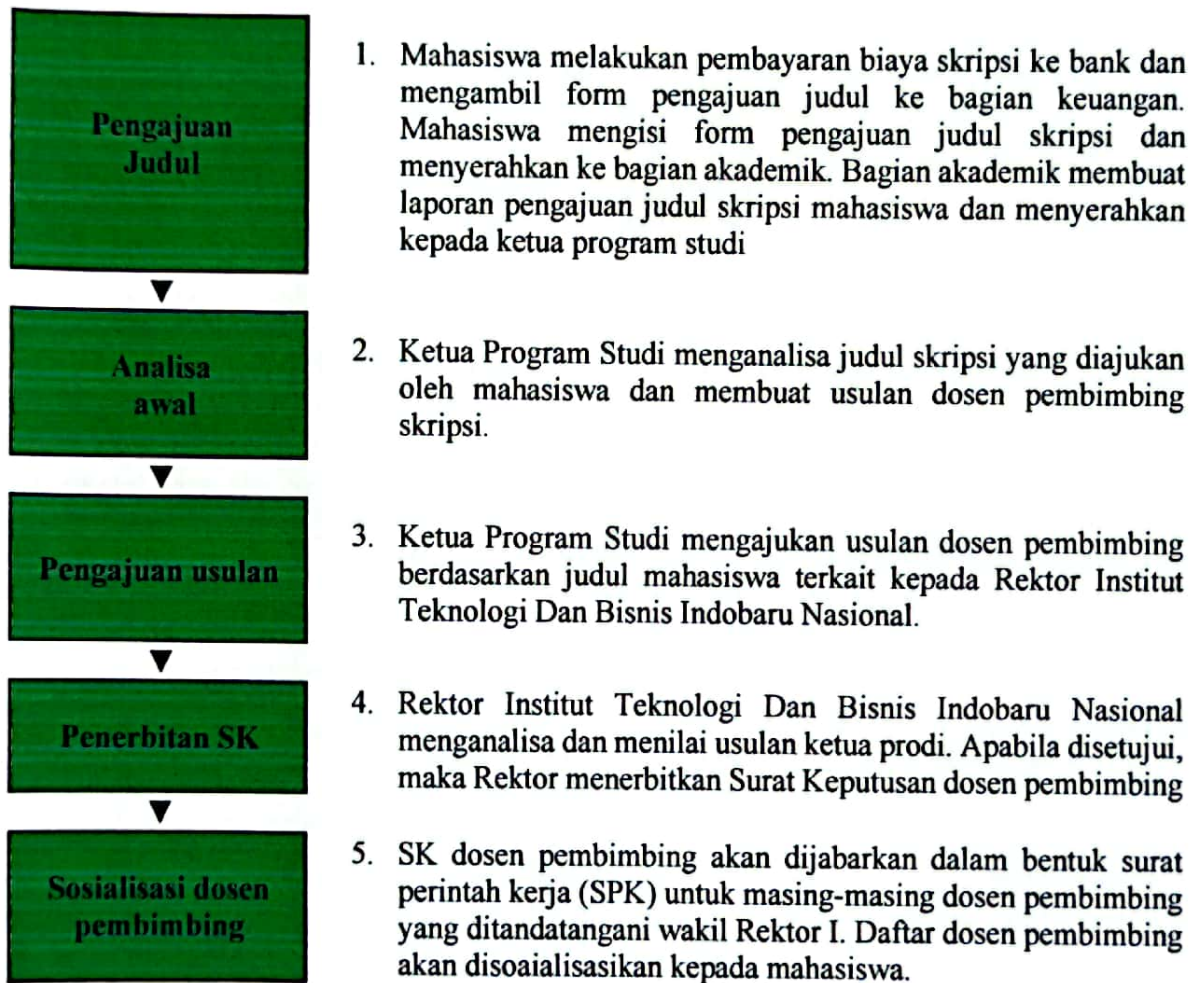 Pengajuan
Judul
1. Mahasiswa melakukan pembayaran biaya skripsi ke bank dan
mengambil form pengajuan judul ke bagian keuangan.
Mahasiswa mengisi form pengajuan judul skripsi dan
menyerahkan ke bagian akademik. Bagian akademik membuat
laporan pengajuan judul skripsi mahasiswa dan menyerahkan
kepada ketua program studi
Analisa
awal
2. Ketua Program Studi menganalisa judul skripsi yang diajukan
oleh mahasiswa dan membuat usulan dosen pembimbing
skripsi.
Pengajuan usulan
3. Ketua Program Studi mengajukan usulan dosen pembimbing
berdasarkan judul mahasiswa terkait kepada Rektor Institut
Teknologi Dan Bisnis Indobaru Nasional.
Penerbitan SK
4. Rektor Institut Teknologi Dan Bisnis Indobaru Nasional
menganalisa dan menilai usulan ketua prodi. Apabila disetujui,
maka Rektor menerbitkan Surat Keputusan dosen pembimbing
Sosialisasi dosen
pembimbing
5. SK dosen pembimbing akan dijabarkan dalam bentuk surat
perintah kerja (SPK) untuk masing-masing dosen pembimbing
yang ditandatangani wakil Rektor I. Daftar dosen pembimbing
akan disoaialisasikan kepada mahasiswa.